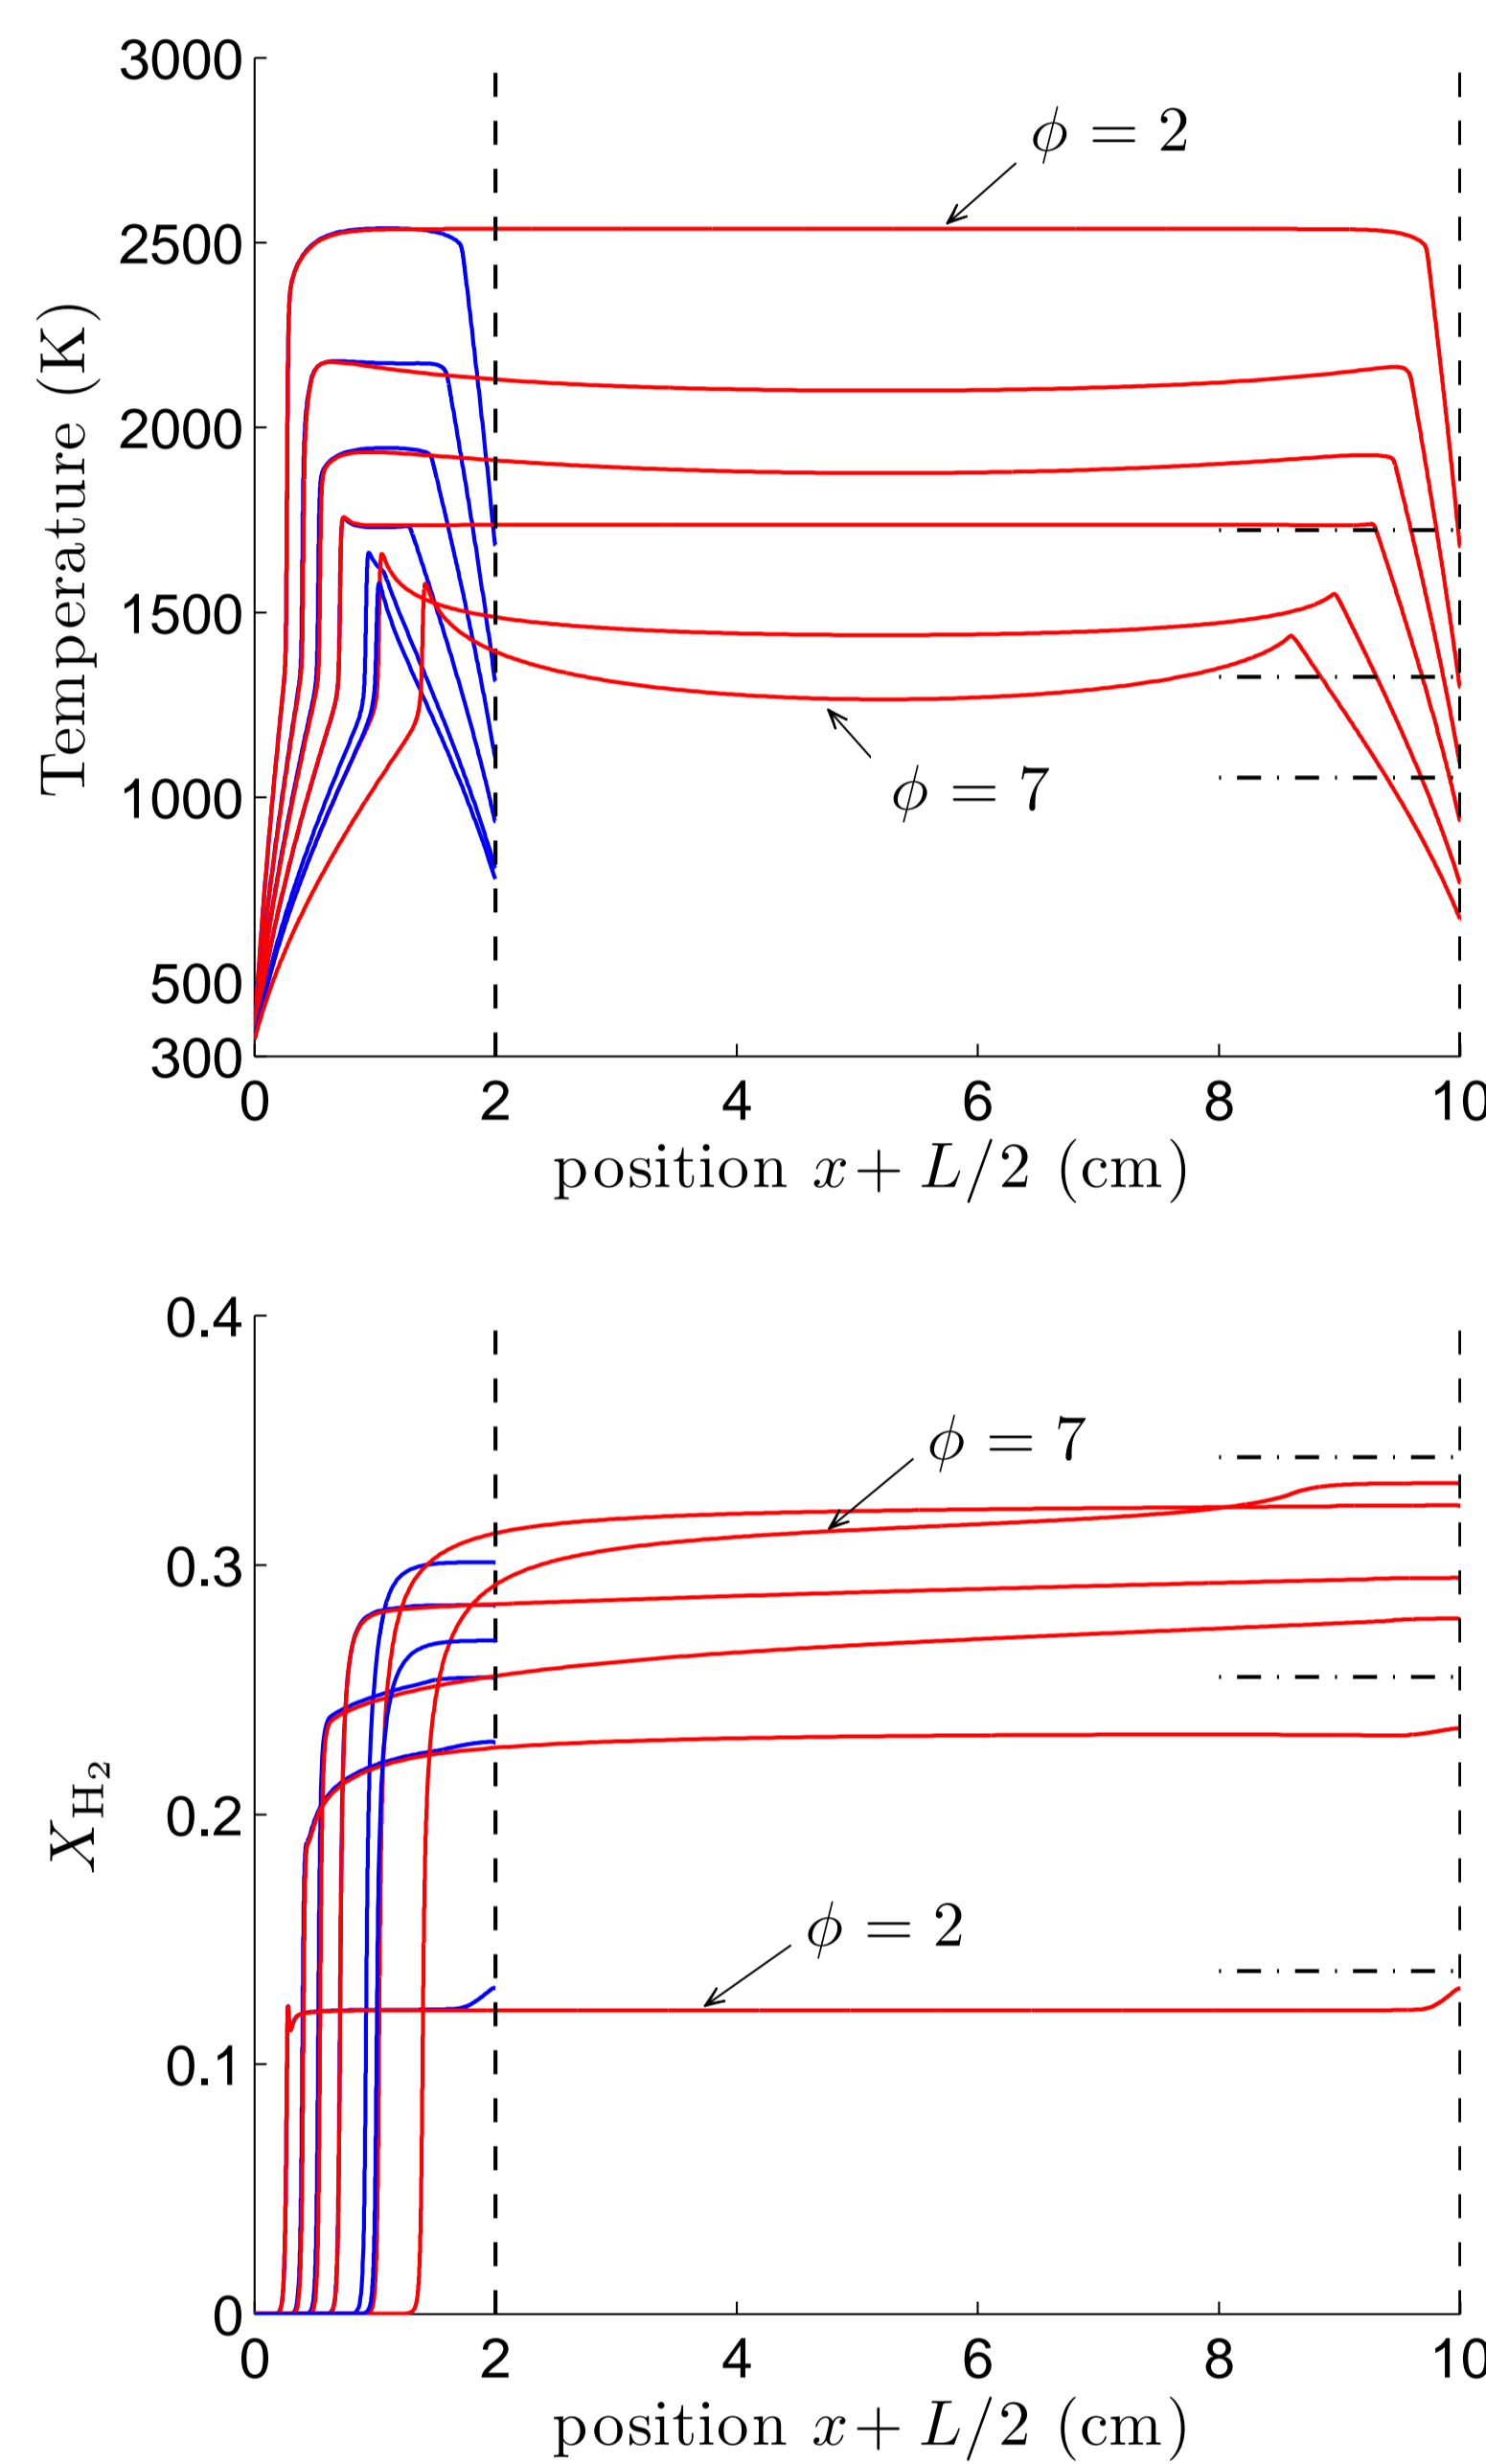 3000
2500
2000
1500
1000
500
300
Temperature (K)
ϕ = 2
ϕ = 7
0 2 4 6 8 10
position x + L/2 (cm)
0.4
0.3
0.2
0.1
0
X_H₂
ϕ = 7
ϕ = 2
0 2 4 6 8 10
position x + L/2 (cm)